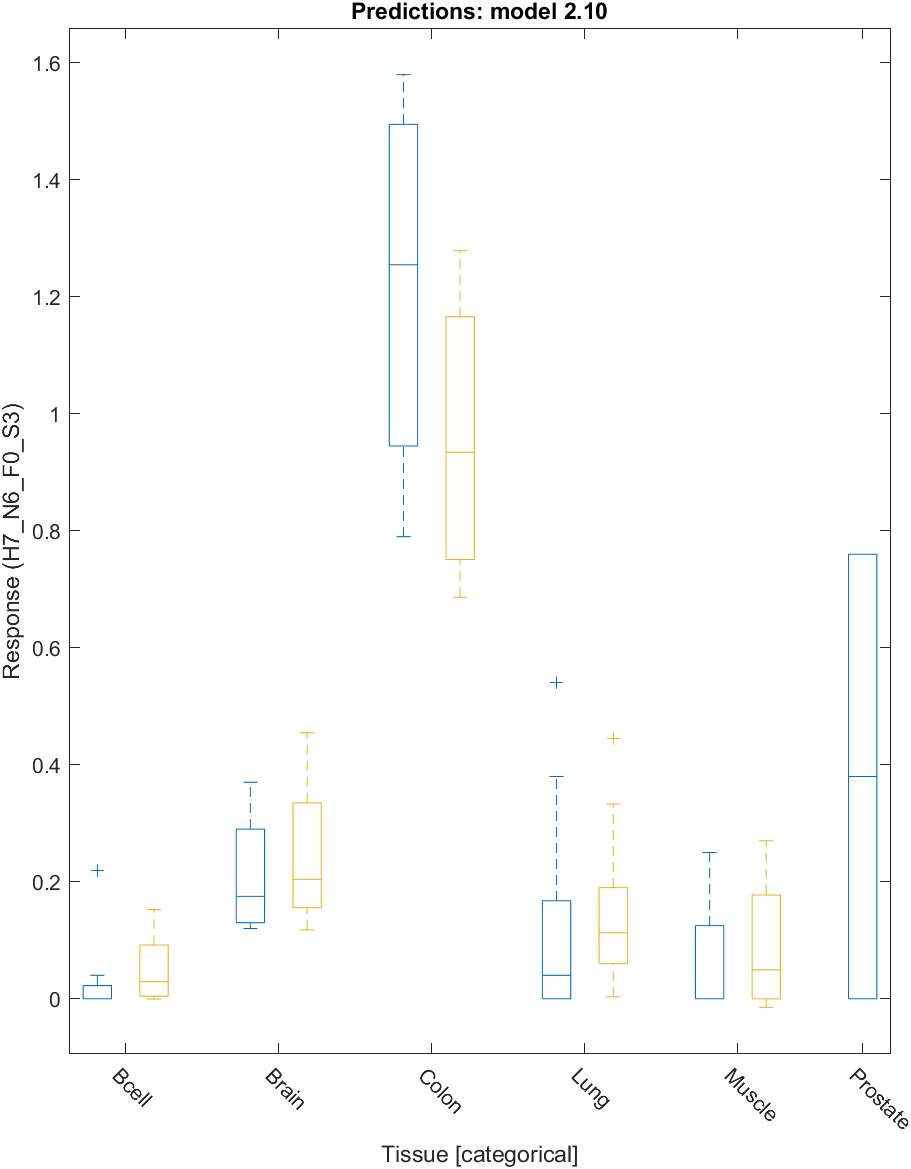 Predictions: model 2.10
1.6
1.4
1.2
1
0.8
0.6
0.4
0.2
0
Response (H7_N6_F0_S3)
Bcell
Brain
Colon
Lung
Muscle
Prostate
Tissue [categorical]